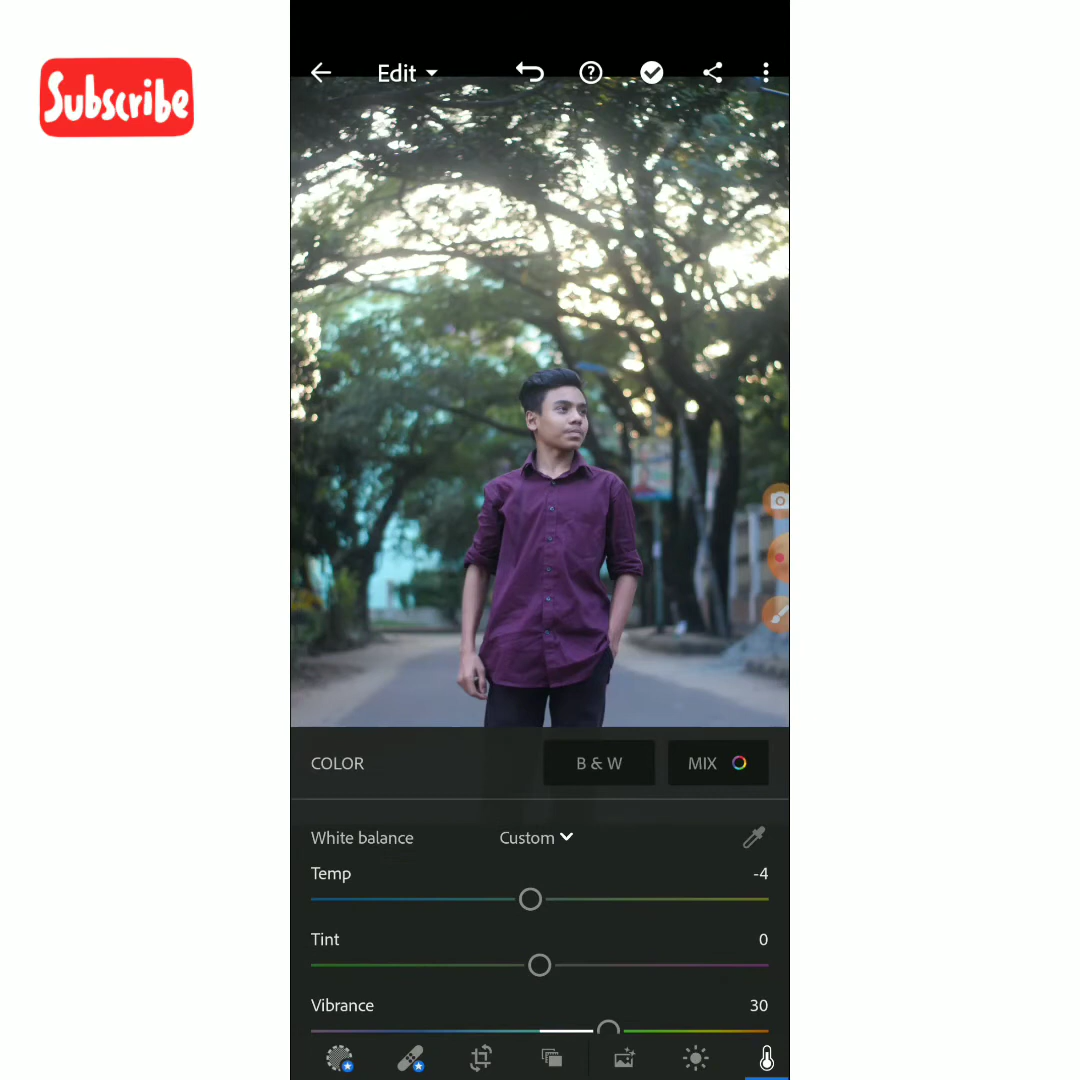 Subscribe
Edit
COLOR
B & W
MIX
White balance
Custom
Temp
-4
Tint
0
Vibrance
30